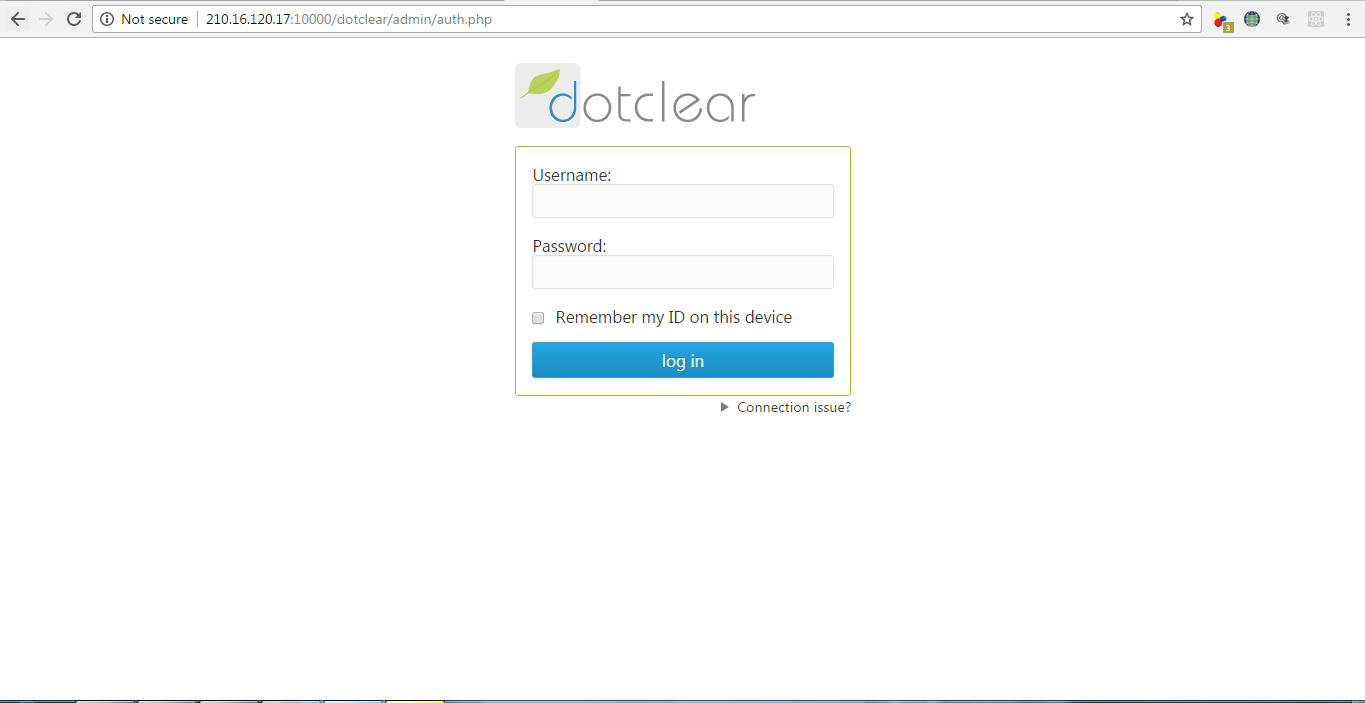 Not secure 210.16.120.17:10000/dotclear/admin/auth.php
3
dotclear
Username:
Password:
Remember my ID on this device
log in
Connection issue?